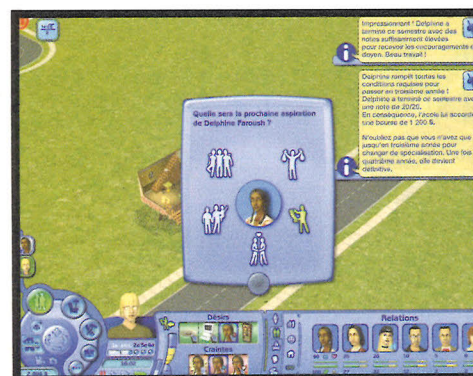 Impressionnant ! Delphine a
terminé ce semestre avec des
notes suffisamment élevées
pour recevoir les encouragements
doyen. Beau travail !
Delphine remplit toutes les
conditions requises pour
passer en troisième année !
Delphine a terminé ce semestre
une note de 20/20.
En conséquence, l'école lui accorde
une bourse de 1 200 §.
N'oubliez pas que vous n'avez que
jusqu'en troisième année pour
changer de spécialisation. Une fois
quatrième année, elle devient
définitive.
Quelle sera la prochaine aspiration
de Delphine Faroush ?
Désirs
Craintes
Relations